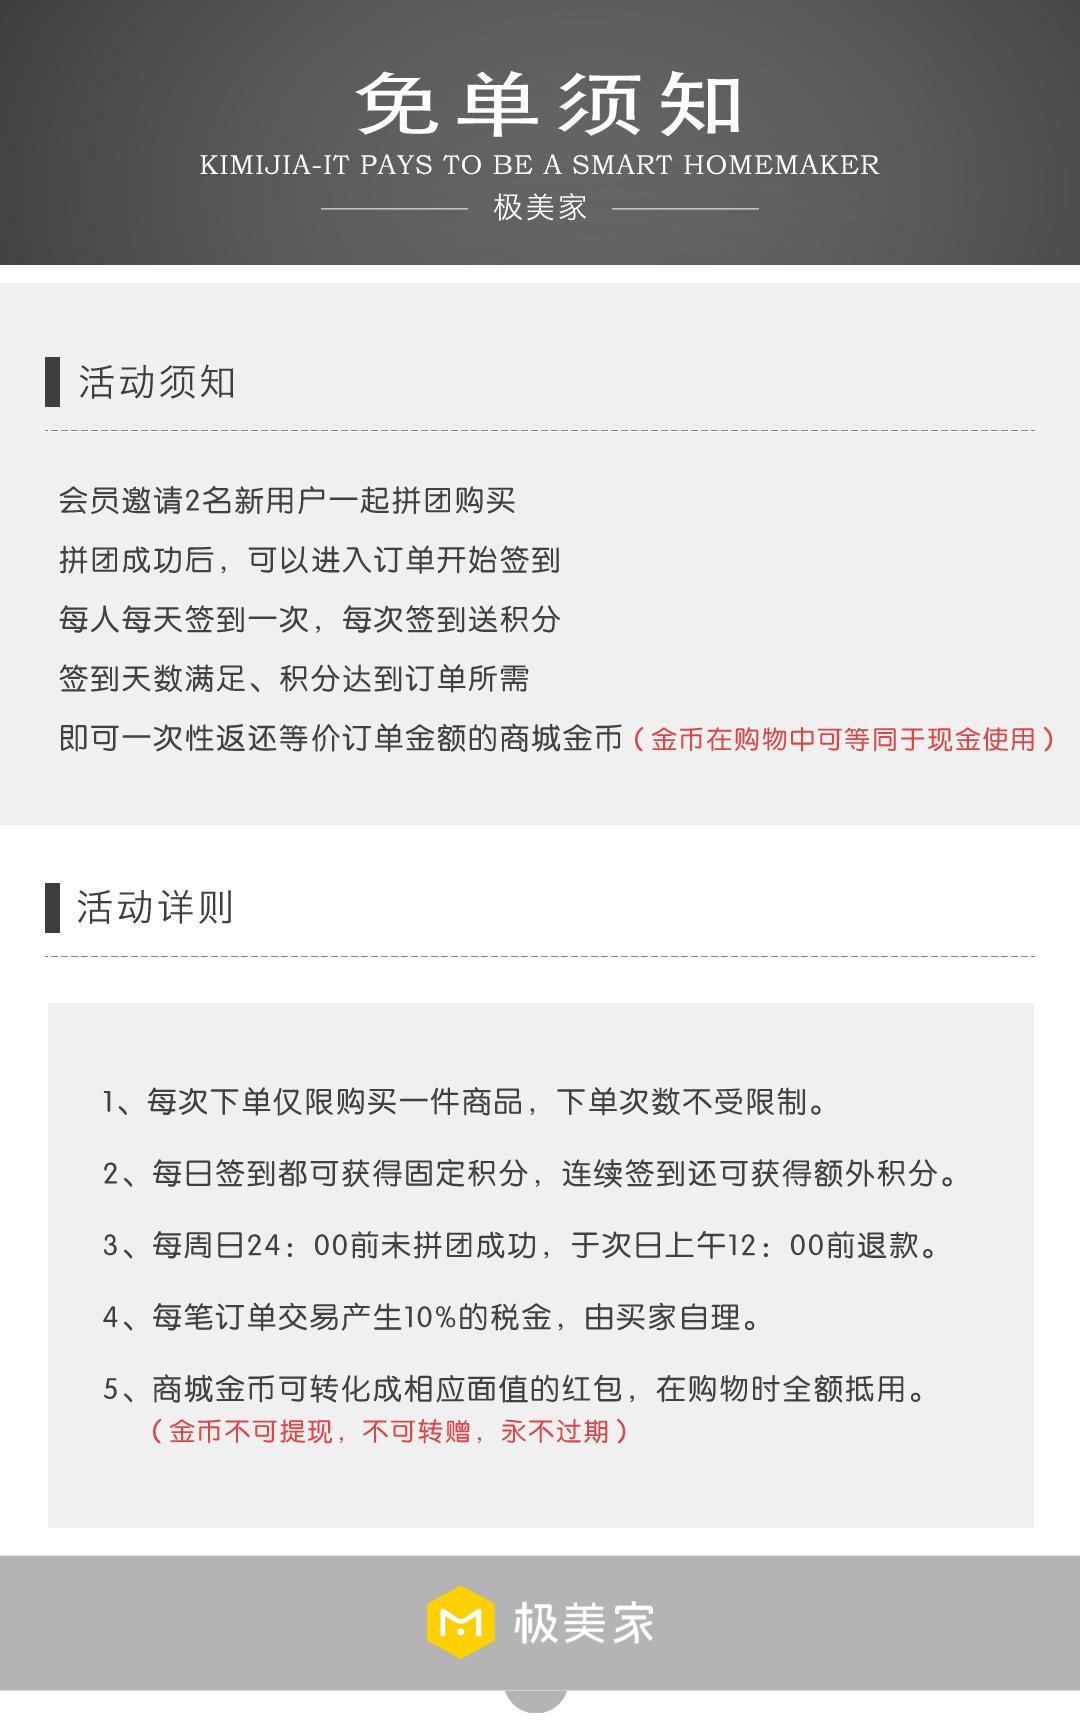 免单须知
KIMIJIA-IT PAYS TO BE A SMART HOMEMAKER
极美家
活动须知
会员邀请2名新用户一起拼团购买
拼团成功后，可以进入订单开始签到
每人每天签到一次，每次签到送积分
签到天数满足、积分达到订单所需
即可一次性返还等价订单金额的商城金币（金币在购物中可等同于现金使用）
活动详则
1、每次下单仅限购买一件商品，下单次数不受限制。
2、每日签到都可获得固定积分，连续签到还可获得额外积分。
3、每周日24：00前未拼团成功，于次日上午12：00前退款。
4、每笔订单交易产生10%的税金，由买家自理。
5、商城金币可转化成相应面值的红包，在购物时全额抵用。
（金币不可提现，不可转赠，永不过期）
极美家